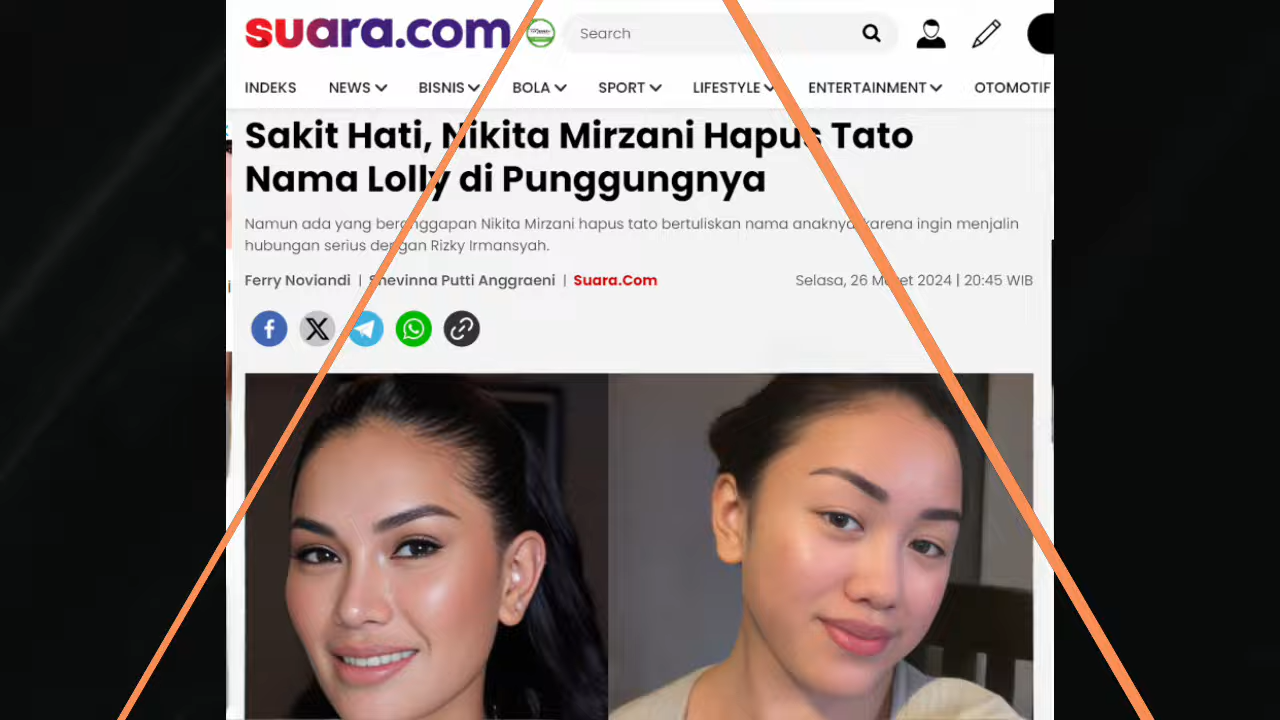 suara.com
Search
INDEKS NEWS BISNIS BOLA SPORT LIFESTYLE ENTERTAINMENT OTOMOTIF
Sakit Hati, Nikita Mirzani Hapus Tato
Nama Lolly di Punggungnya
Namun ada yang beranggapan Nikita Mirzani hapus tato bertuliskan nama anaknya karena ingin menjalin
hubungan serius dengan Rizky Irmansyah.
Ferry Noviandi | Shevinna Putti Anggraeni | Suara.Com
Selasa, 26 Maret 2024 | 20:45 WIB